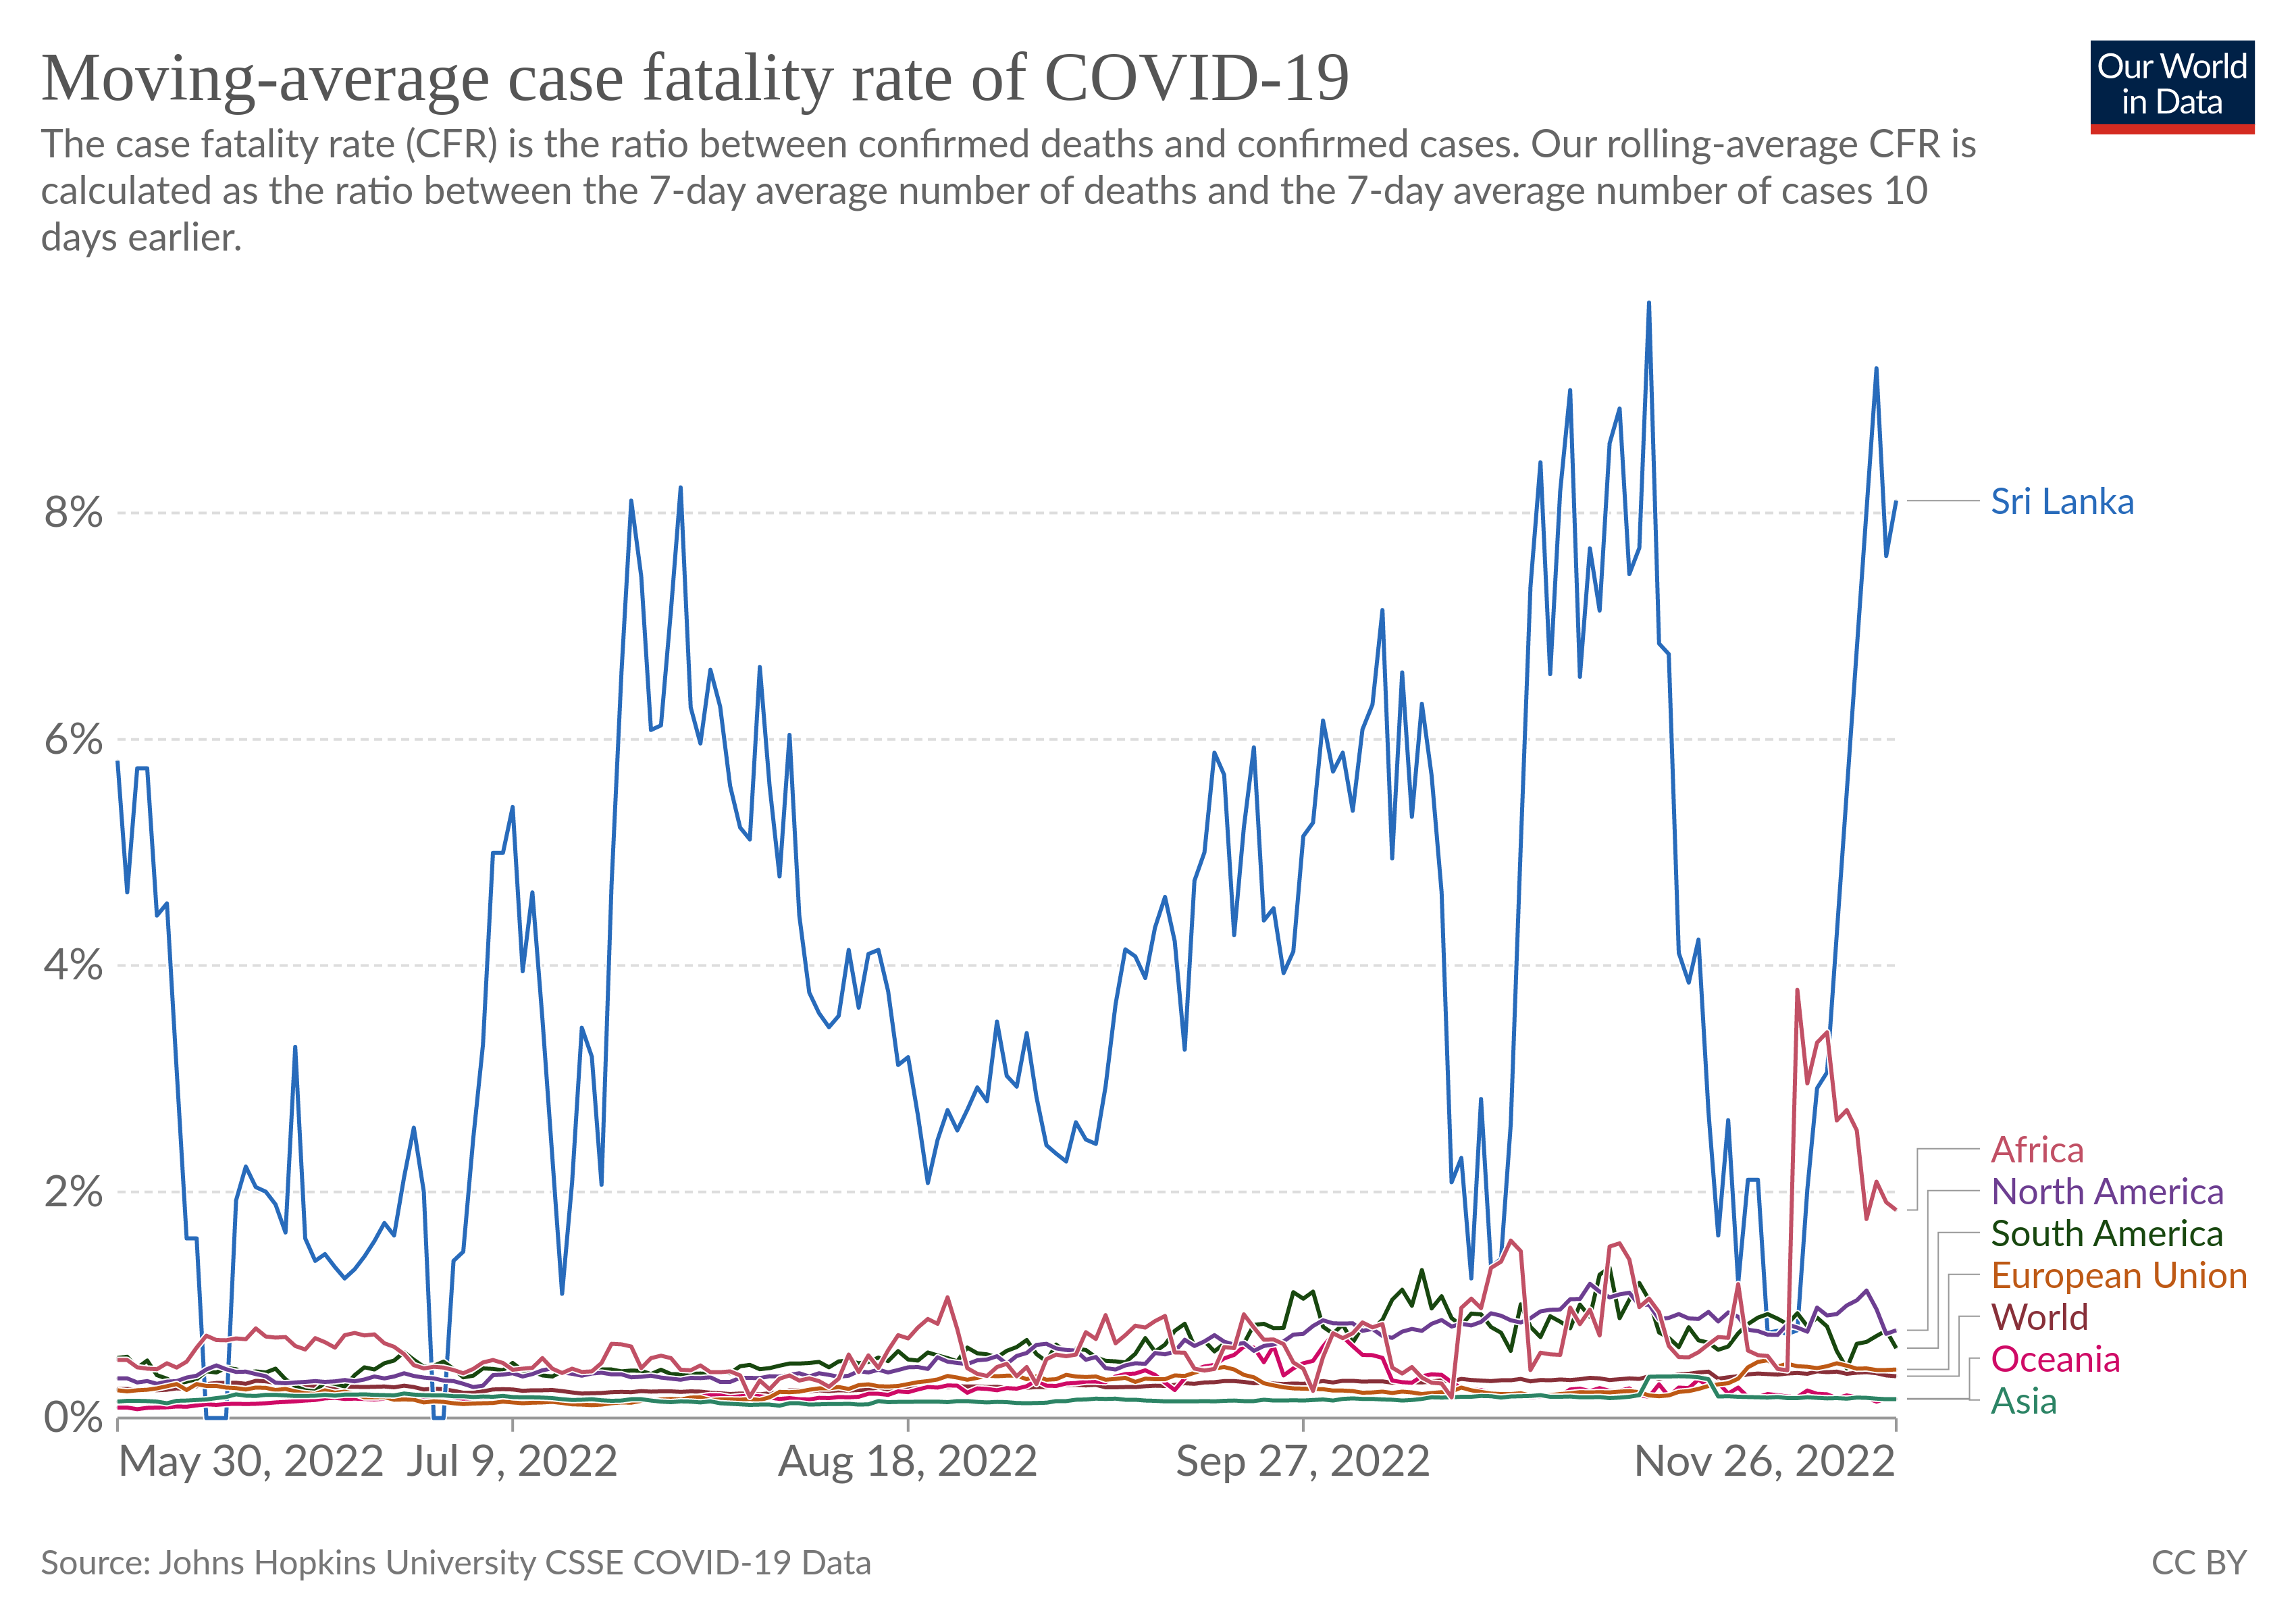 Moving-average case fatality rate of COVID-19
Our World
in Data
The case fatality rate (CFR) is the ratio between confirmed deaths and confirmed cases. Our rolling-average CFR is
calculated as the ratio between the 7-day average number of deaths and the 7-day average number of cases 10
days earlier.
8%
6%
4%
2%
0%
Sri Lanka
Africa
North America
South America
European Union
World
Oceania
Asia
May 30, 2022
Jul 9, 2022
Aug 18, 2022
Sep 27, 2022
Nov 26, 2022
Source: Johns Hopkins University CSSE COVID-19 Data
CC BY